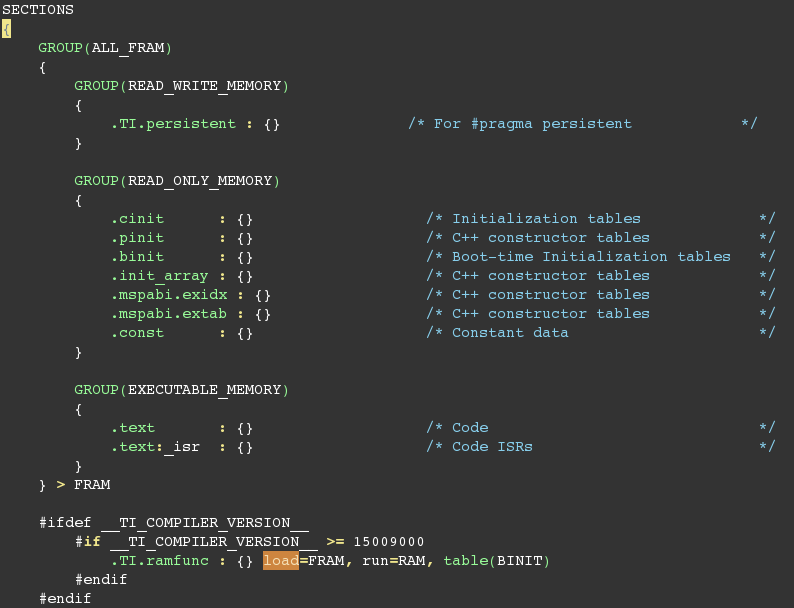 SECTIONS
{
    GROUP(ALL_FRAM)
    {
        GROUP(READ_WRITE_MEMORY)
        {
            .TI.persistent : {}              /* For #pragma persistent            */
        }

        GROUP(READ_ONLY_MEMORY)
        {
            .cinit      : {}                   /* Initialization tables             */
            .pinit      : {}                   /* C++ constructor tables            */
            .binit      : {}                   /* Boot-time Initialization tables   */
            .init_array : {}                   /* C++ constructor tables            */
            .mspabi.exidx : {}                 /* C++ constructor tables            */
            .mspabi.extab : {}                 /* C++ constructor tables            */
            .const      : {}                   /* Constant data                     */
        }

        GROUP(EXECUTABLE_MEMORY)
        {
            .text       : {}                   /* Code                              */
            .text:_isr  : {}                   /* Code ISRs                         */
        }
    } > FRAM

    #ifdef __TI_COMPILER_VERSION__
        #if __TI_COMPILER_VERSION__ >= 15009000
            .TI.ramfunc : {} load=FRAM, run=RAM, table(BINIT)
        #endif
    #endif